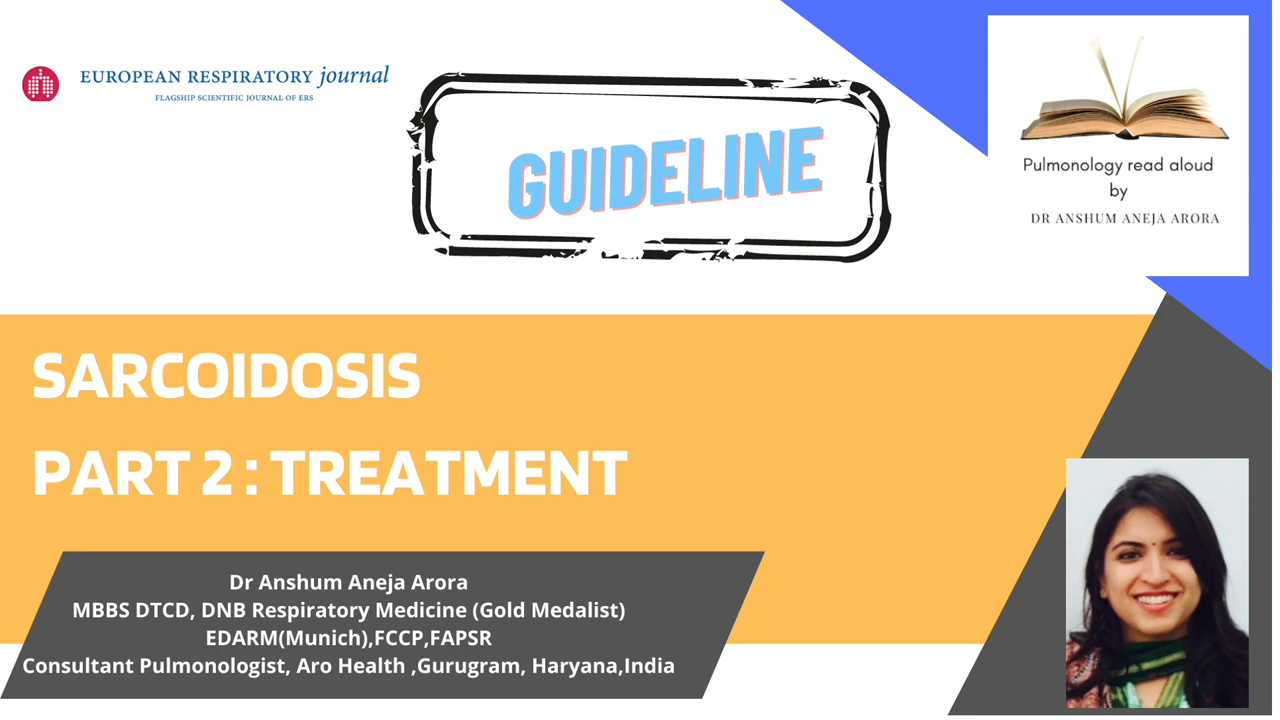 EUROPEAN RESPIRATORY journal
FLAGSHIP SCIENTIFIC JOURNAL OF ERS
GUIDELINE
Pulmonology read aloud
by
DR ANSHUM ANEJA ARORA
SARCOIDOSIS
PART 2 : TREATMENT
Dr Anshum Aneja Arora
MBBS DTCD, DNB Respiratory Medicine (Gold Medalist)
EDARM(Munich),FCCP,FAPSR
Consultant Pulmonologist, Aro Health ,Gurugram, Haryana,India